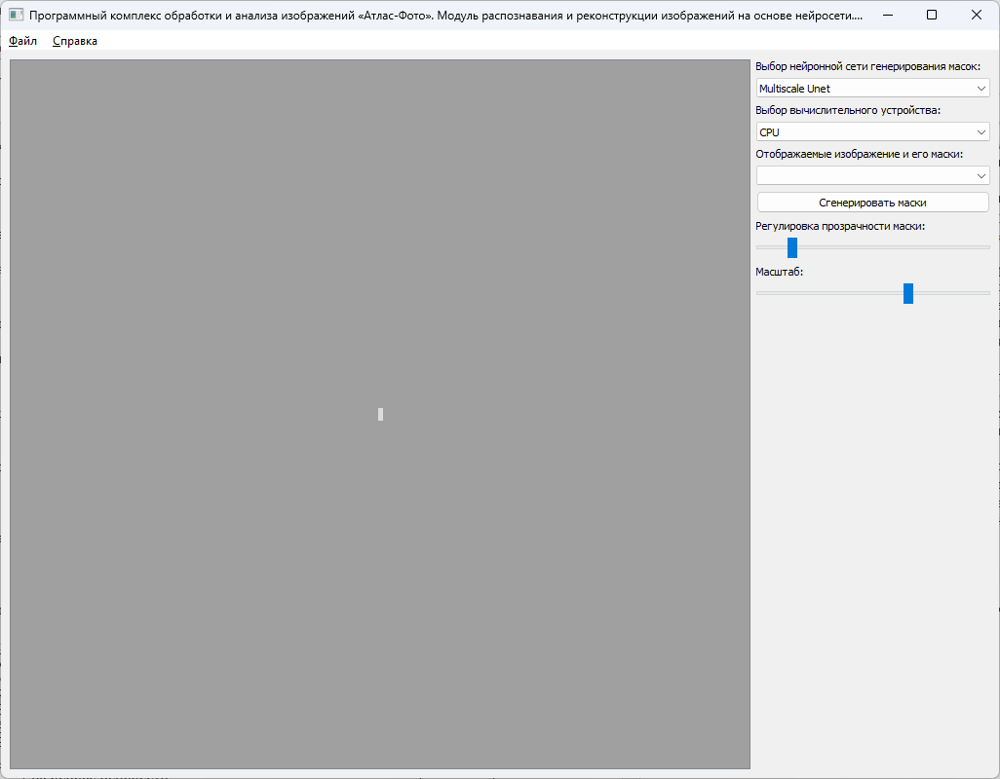 Программный комплекс обработки и анализа изображений «Атлас-Фото». Модуль распознавания и реконструкции изображений на основе нейросети....
Файл Справка
Выбор нейронной сети генерирования масок:
Multiscale Unet
Выбор вычислительного устройства:
CPU
Отображаемые изображение и его маски:
Сгенерировать маски
Регулировка прозрачности маски:
Масштаб: